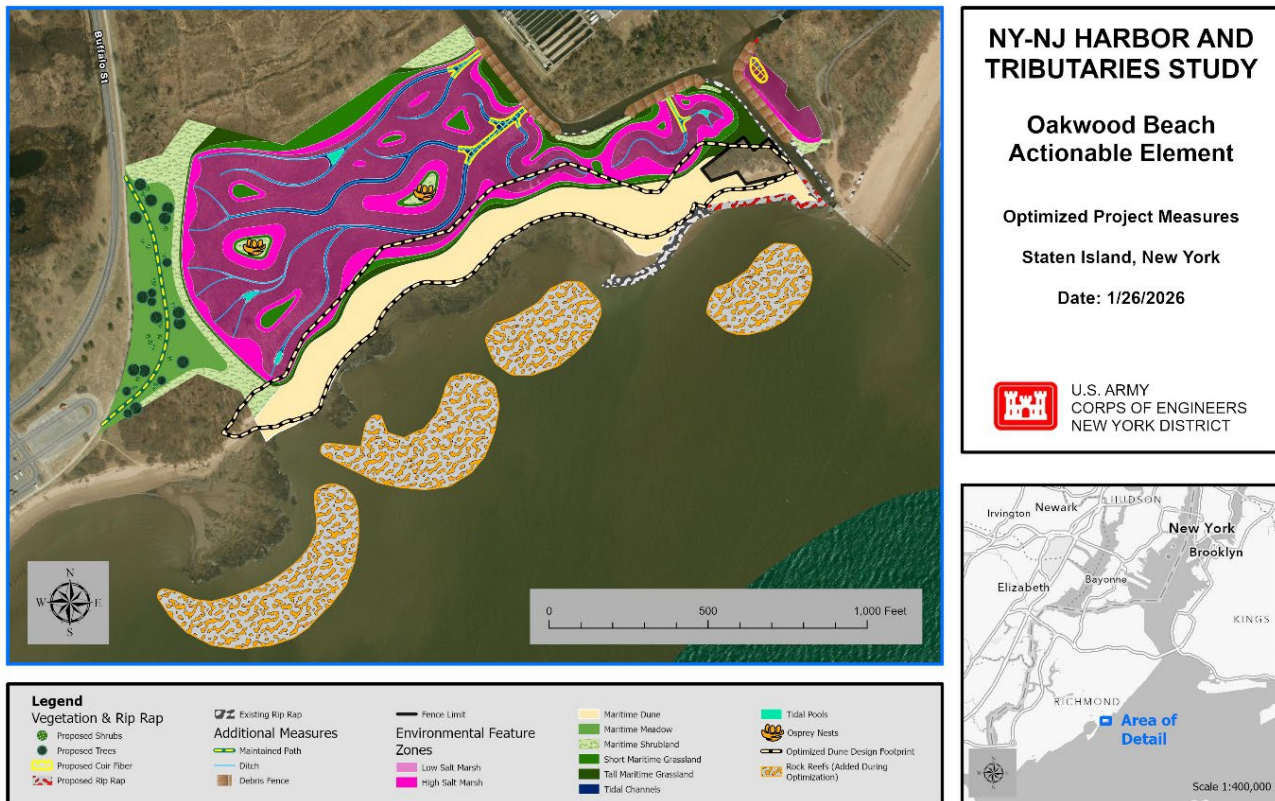 Buffalo St
N
W E
S
0 500 1,000 Feet
NY-NJ HARBOR AND
TRIBUTARIES STUDY
Oakwood Beach
Actionable Element
Optimized Project Measures
Staten Island, New York
Date: 1/26/2026
U.S. ARMY
CORPS OF ENGINEERS
NEW YORK DISTRICT
HUDSON
Irvington Newark
New York
Brooklyn
Bayonne
Elizabeth
KINGS
RICHMOND
Area of
Detail
Scale 1:400,000
Legend
Vegetation & Rip Rap
Proposed Shrubs
Proposed Trees
Proposed Coir Fiber
Proposed Rip Rap
Existing Rip Rap
Additional Measures
Maintained Path
Ditch
Debris Fence
Fence Limit
Environmental Feature
Zones
Low Salt Marsh
High Salt Marsh
Maritime Dune
Maritime Meadow
Maritime Shrubland
Short Maritime Grassland
Tall Maritime Grassland
Tidal Channels
Tidal Pools
Osprey Nests
Optimized Dune Design Footprint
Rock Reefs (Added During
Optimization)